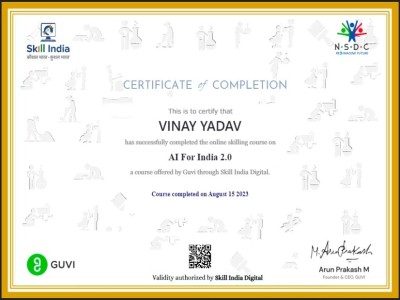 Skill India
कौशल भारत - कुशल भारत
N·S·D·C
RE IMAGINE FUTURE
CERTIFICATE of COMPLETION
This is to certify that
VINAY YADAV
has successfully completed the online skilling course on
AI For India 2.0
a course offered by Guvi through Skill India Digital.
Course completed on August 15 2023
GUVI
M. Arun Prakash
Arun Prakash M
Founder & CEO, GUVI
Validity authorized by Skill India Digital